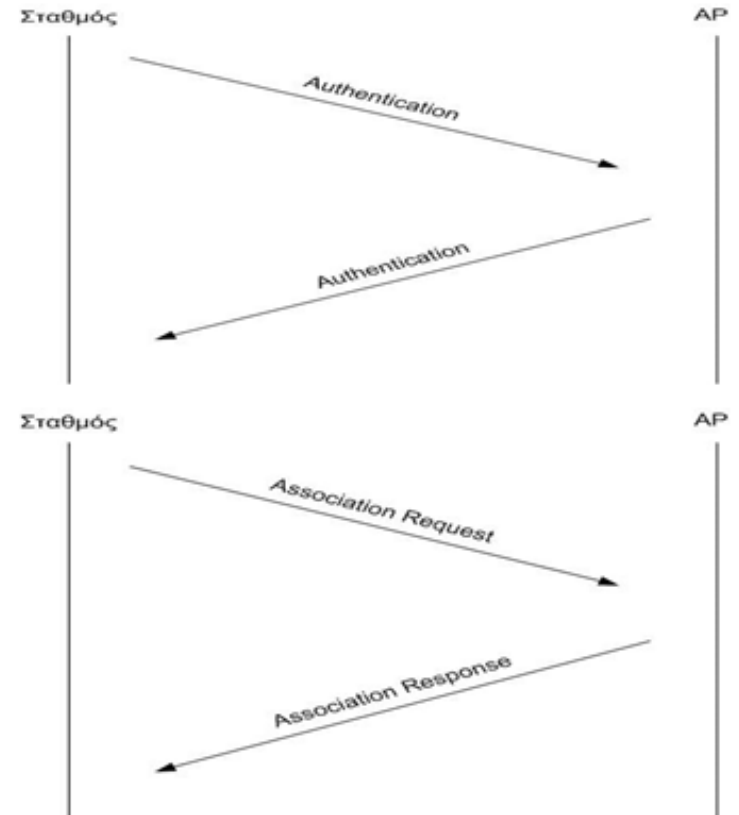 Σταθμός AP
Authentication
Authentication
Σταθμός AP
Association Request
Association Response